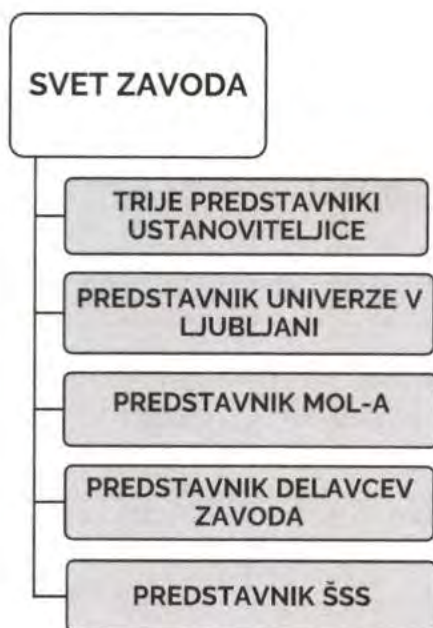 SVET ZAVODA
TRIJE PREDSTAVNIKI
USTANOVITELJICE
PREDSTAVNIK UNIVERZE V
LJUBLJANI
PREDSTAVNIK MOL-A
PREDSTAVNIK DELAVCEV
ZAVODA
PREDSTAVNIK ŠSS